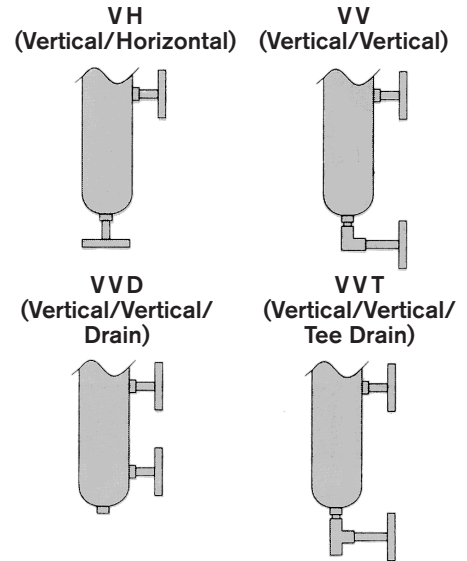 VH
(Vertical/Horizontal)
VV
(Vertical/Vertical)
VVD
(Vertical/Vertical/
Drain)
VVT
(Vertical/Vertical/
Tee Drain)